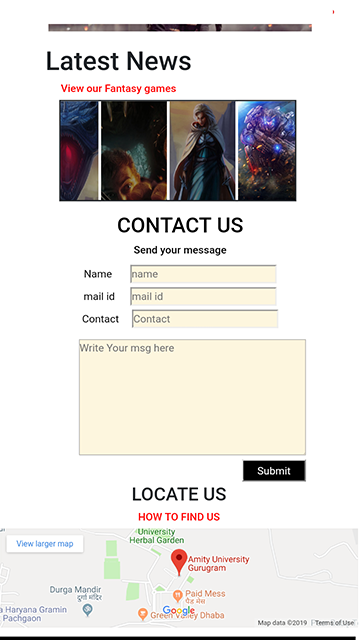 Latest News
View our Fantasy games
CONTACT US
Send your message
Name name
mail id mail id
Contact Contact
Write Your msg here
Submit
LOCATE US
HOW TO FIND US
University
Herbal Garden
View larger map
Amity University
Gurugram
Durga Mandir
दुर्गा मंदिर
Paid Mess
पेड मेस
da Haryana Gramin
Pachgaon
Green Valley Dhaba
Google
Map data ©2019
Terms of Use